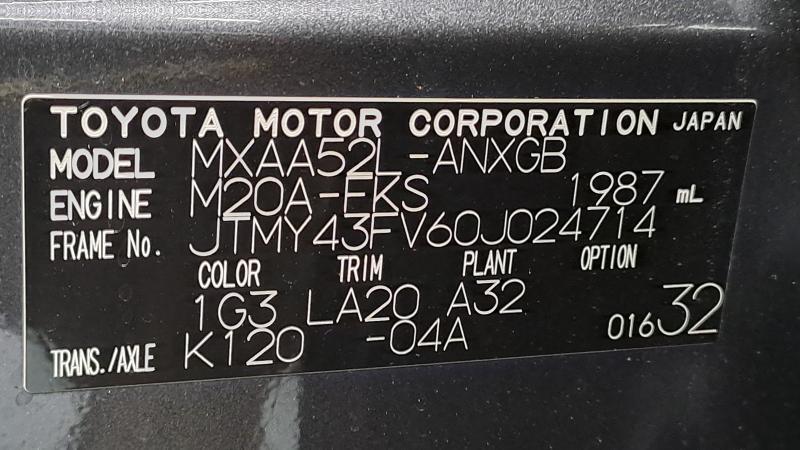 TOYOTA MOTOR CORPORATION JAPAN
MODEL MXAA52L-ANXGB
ENGINE M20A-FKS 1987 mL
FRAME No. JTMY43FV60J024714
COLOR TRIM PLANT OPTION
1G3 LA20 A32
TRANS./AXLE K120 -04A 01632